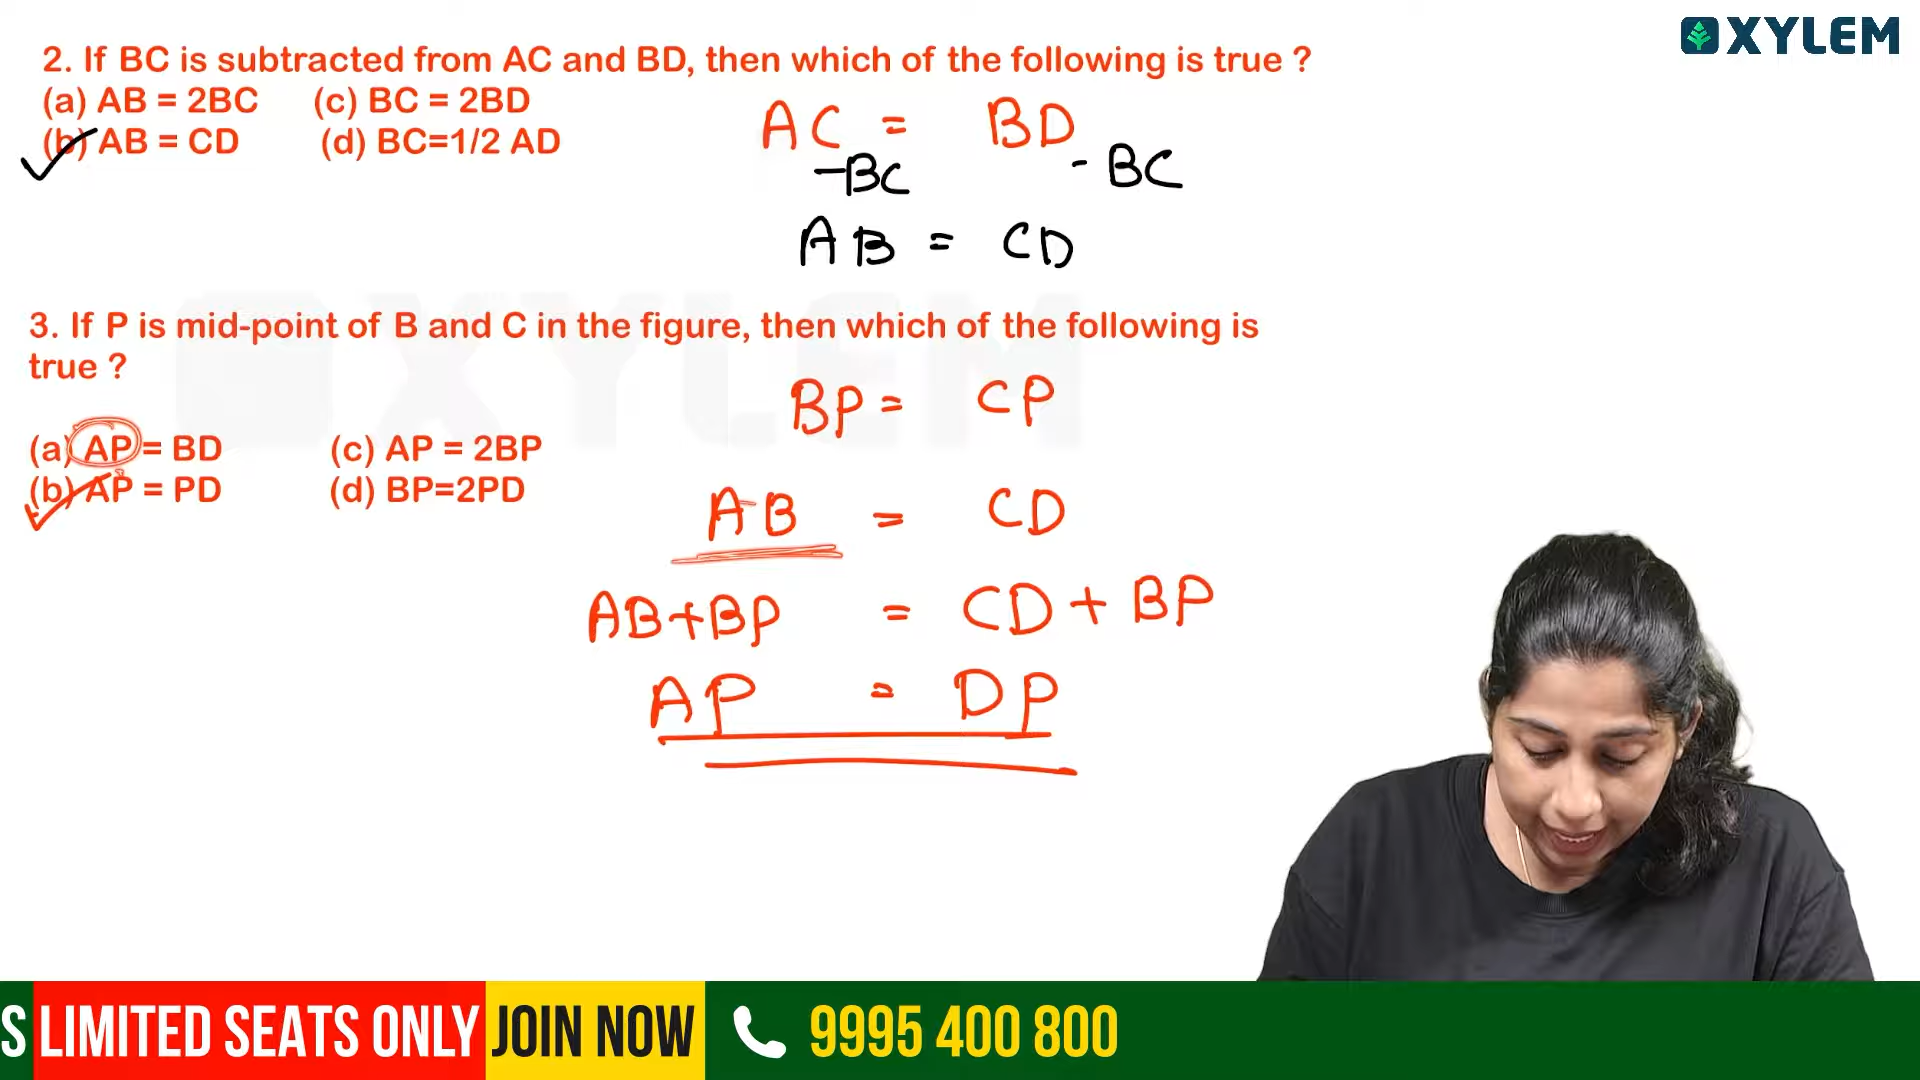 XYLEM
2. If BC is subtracted from AC and BD, then which of the following is true ?
(a) AB = 2BC (c) BC = 2BD
(b) AB = CD (d) BC=1/2 AD
AC = BD
-BC - BC
AB = CD
XYLEM
3. If P is mid-point of B and C in the figure, then which of the following is
true ?
BP = CP
(a) AP = BD (c) AP = 2BP
(b) AP = PD (d) BP=2PD
AB = CD
AB+BP = CD + BP
AP = DP
S LIMITED SEATS ONLY JOIN NOW 9995 400 800